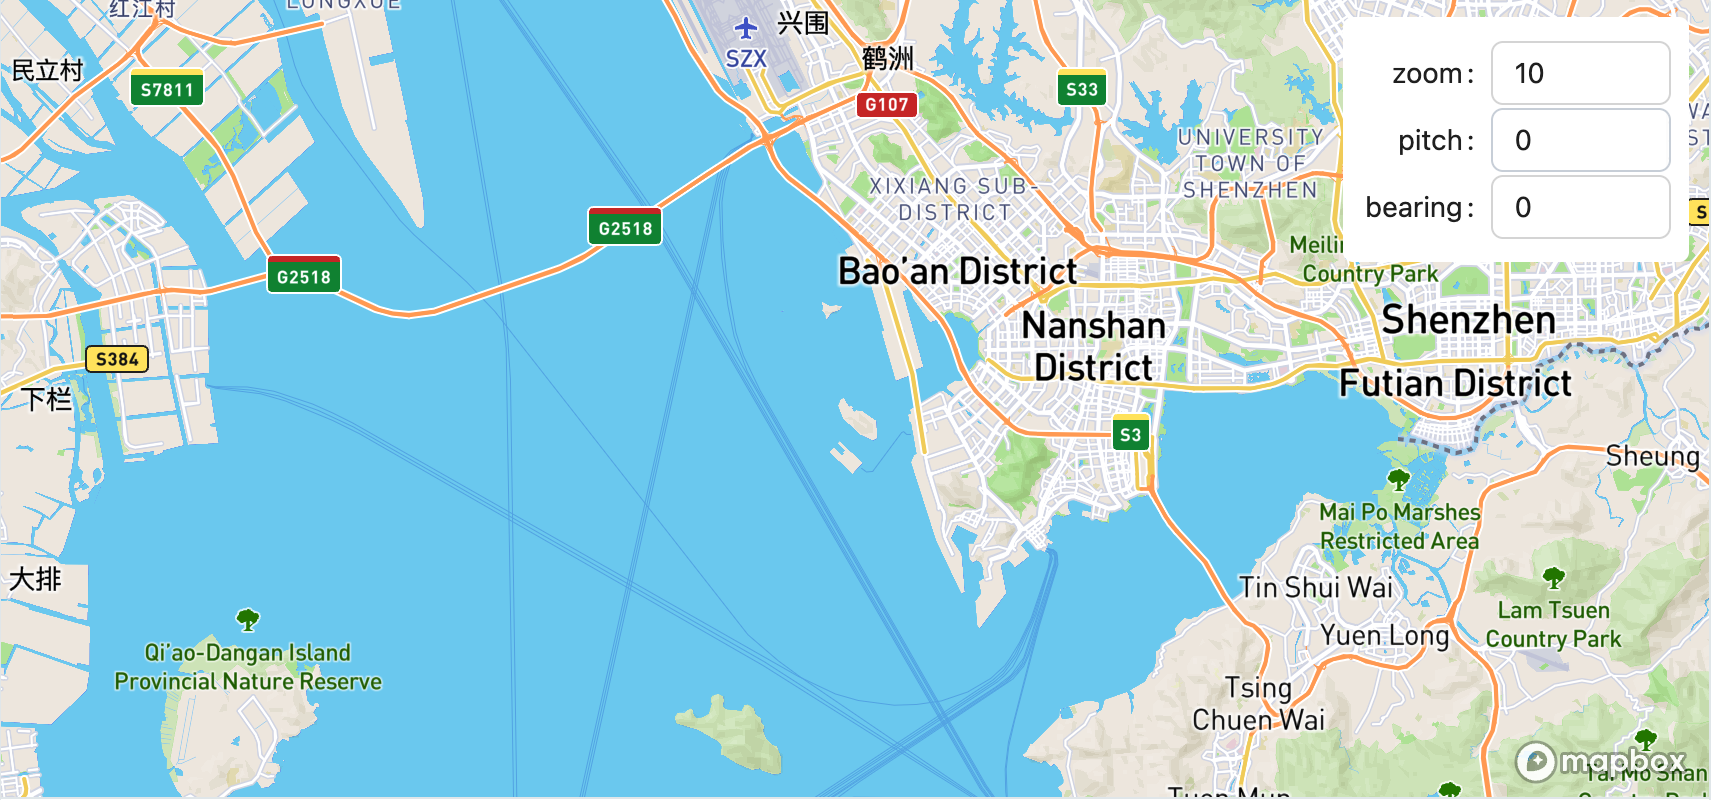 红江村
LONGXUE
兴围
SZX
鹤洲
民立村
S7811
G107
S33
UNIVERSITY
TOWN OF
SHENZHEN
XIXIANG SUB-
DISTRICT
zoom:
10
pitch:
0
bearing:
0
S
G2518
G2518
Bao’an District
Country Park
Nanshan
District
Shenzhen
Futian District
S384
下栏
S3
Sheung
Mai Po Marshes
Restricted Area
大排
Tin Shui Wai
Lam Tsuen
Country Park
Yuen Long
Qi’ao-Dangan Island
Provincial Nature Reserve
Tsing
Chuen Wai
mapbox
Tai Mo Shan
Tuen Mun